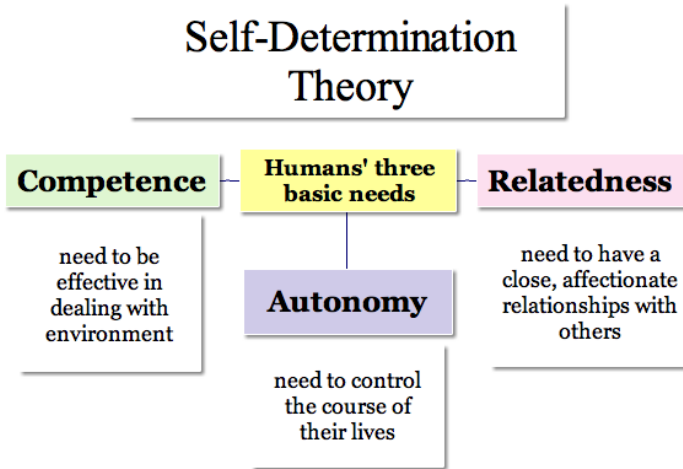 Self-Determination
Theory
Humans' three
basic needs
Competence
need to be
effective in
dealing with
environment
Autonomy
need to control
the course of
their lives
Relatedness
need to have a
close, affectionate
relationships with
others